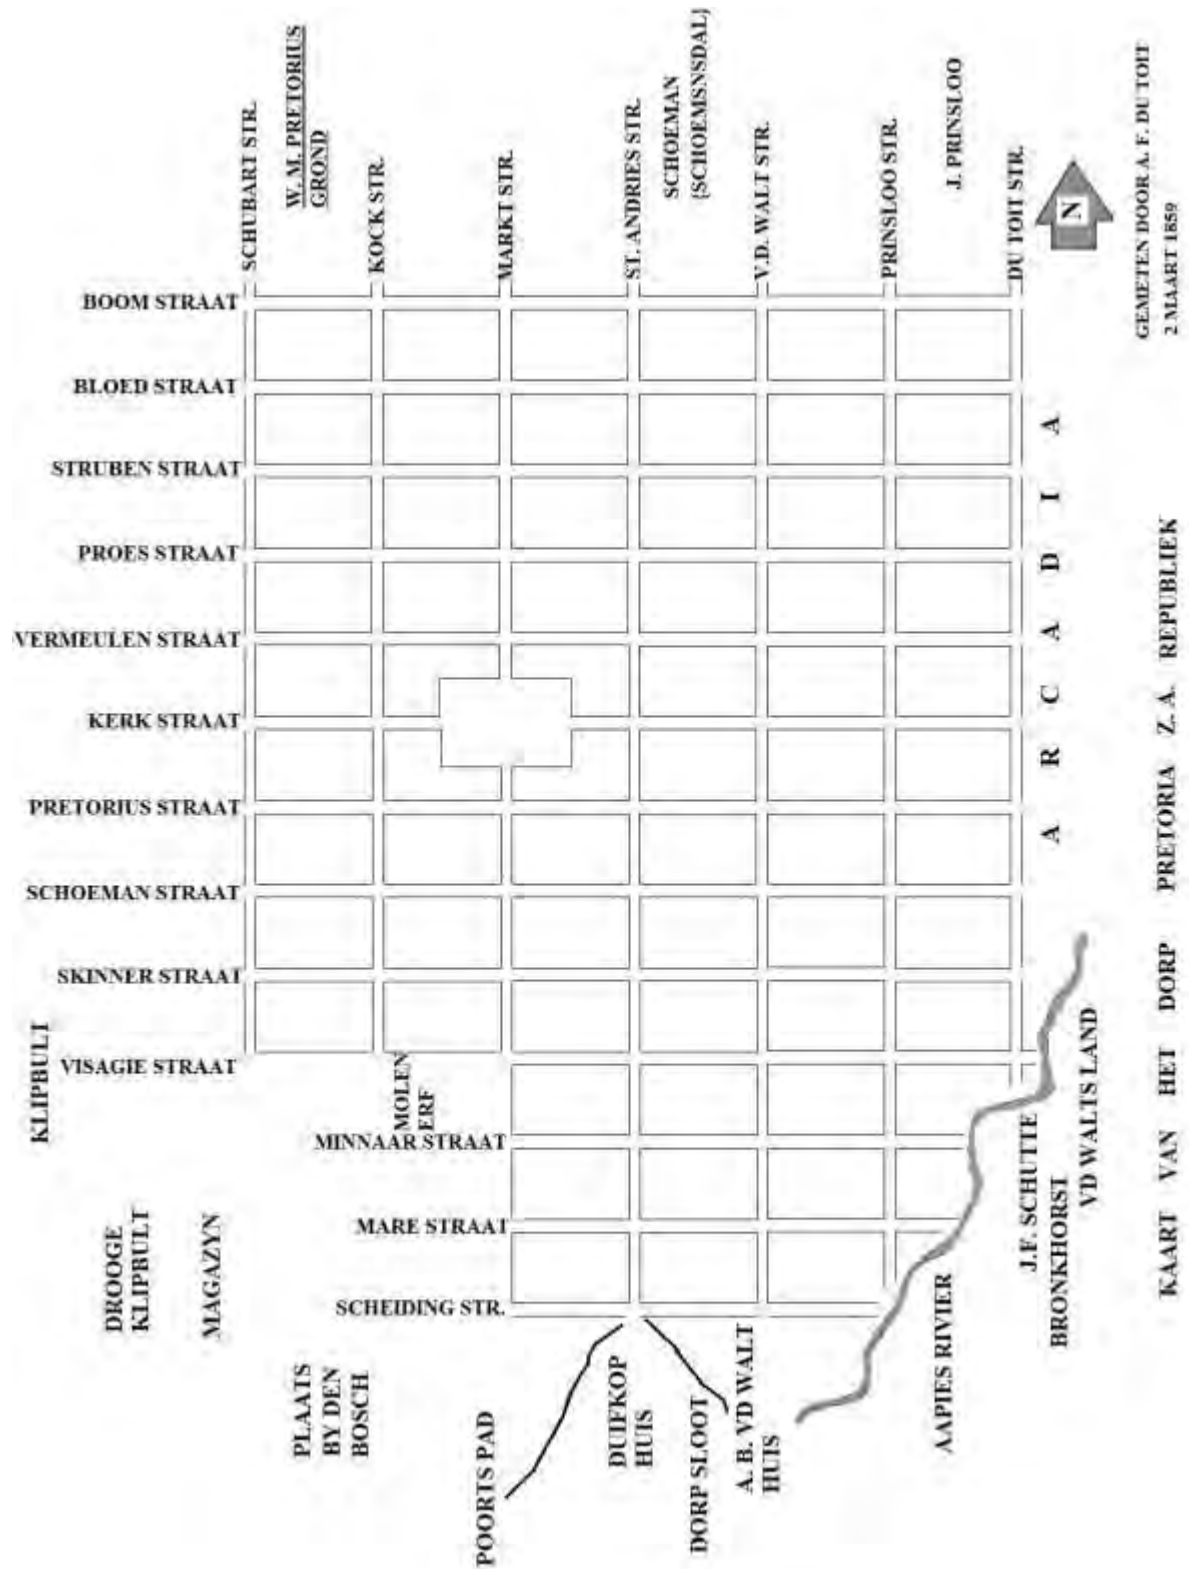 SCHUBART STR.
W. M. PRETORIUS
GROND
KOCK STR.
MARKT STR.
ST. ANDRIES STR.
SCHOEMAN
(SCHOEMSNSDAL)
V.D. WALT STR.
PRINSLOO STR.
J. PRINSLOO
DU TOIT STR.
N
GEMETEN DOOR A. F. DU TOIT
2 MAART 1859
BOOM STRAAT
BLOED STRAAT
STRUBEN STRAAT
PROES STRAAT
VERMEULEN STRAAT
KERK STRAAT
PRETORIUS STRAAT
SCHOEMAN STRAAT
SKINNER STRAAT
VISAGIE STRAAT
MINNAAR STRAAT
MARE STRAAT
SCHEIDING STR.
ARCADIA
KLIPBULT
MOLEN
ERF
DROOGE
KLIPBULT
MAGAZYN
PLAATS
BY DEN
BOSCH
POORTS PAD
DUIFKOP
HUIS
DORP SLOOT
A. B. VD WALT
HUIS
AAPIES RIVIER
J.F. SCHUTTE
BRONKHORST
VD WALTS LAND
KAART VAN HET DORP PRETORIA Z. A. REPUBLIEK